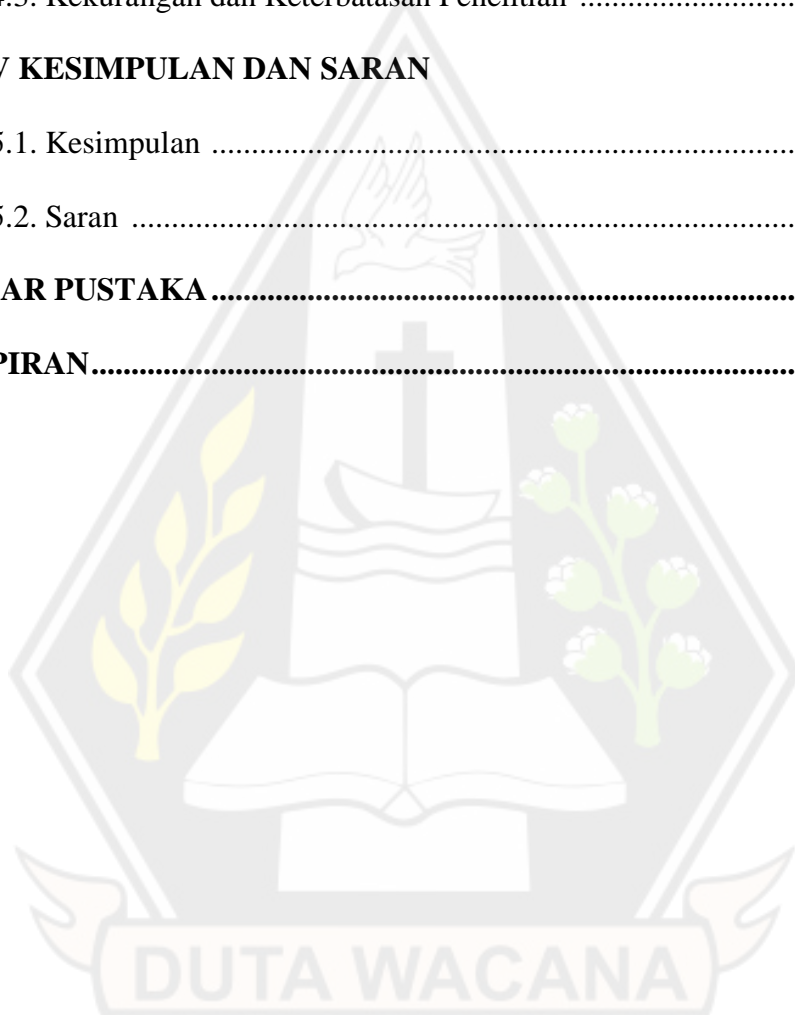 4.3. Kekurangan dan Keterbatasan Penelitian ...........................
V KESIMPULAN DAN SARAN
5.1. Kesimpulan ..........................................................................
5.2. Saran ....................................................................................
AR PUSTAKA ..........................................................................
PIRAN.........................................................................................
DUTA WACANA